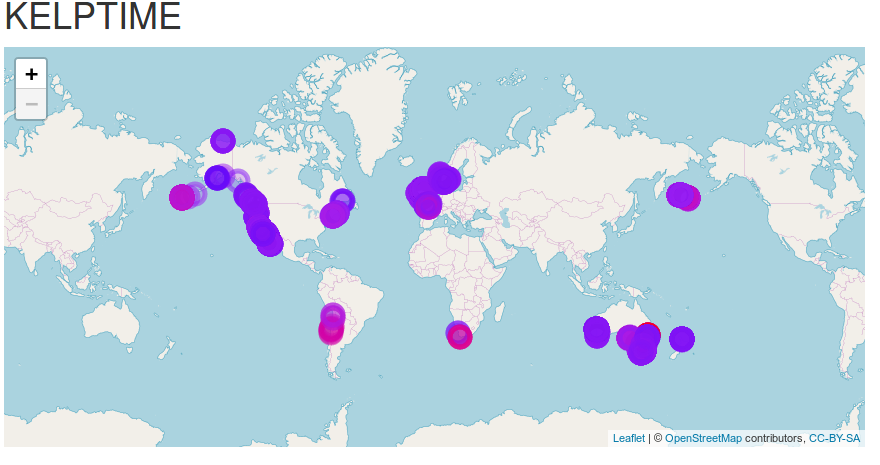 KELPTIME
+
−
Leaflet | © OpenStreetMap contributors, CC-BY-SA